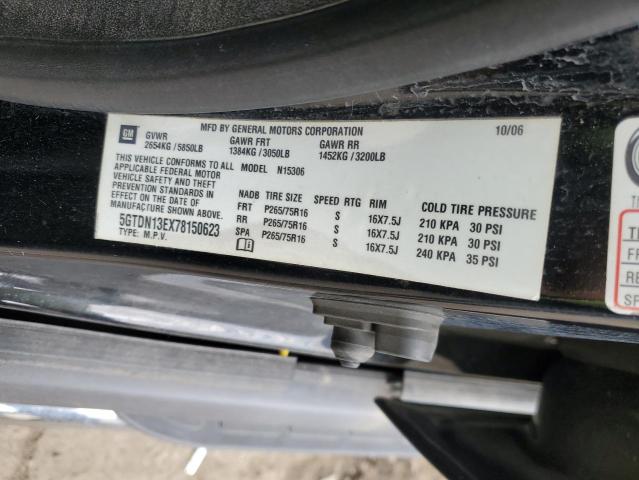 GM
MFD BY GENERAL MOTORS CORPORATION 10/06
GVWR GAWR FRT GAWR RR
2654KG / 5850LB 1384KG / 3050LB 1452KG / 3200LB
THIS VEHICLE CONFORMS TO ALL MODEL N15306
APPLICABLE FEDERAL MOTOR
VEHICLE SAFETY AND THEFT
PREVENTION STANDARDS IN
EFFECT ON THE DATE OF
MANUFACTURE SHOWN ABOVE.
5GTDN13EX78150623
TYPE: M.P.V.
NADB TIRE SIZE SPEED RTG RIM COLD TIRE PRESSURE
FRT P265/75R16 S 16X7.5J 210 KPA 30 PSI
RR P265/75R16 S 16X7.5J 210 KPA 30 PSI
SPA P265/75R16 S 16X7.5J 240 KPA 35 PSI
TI
FR
RE
SP